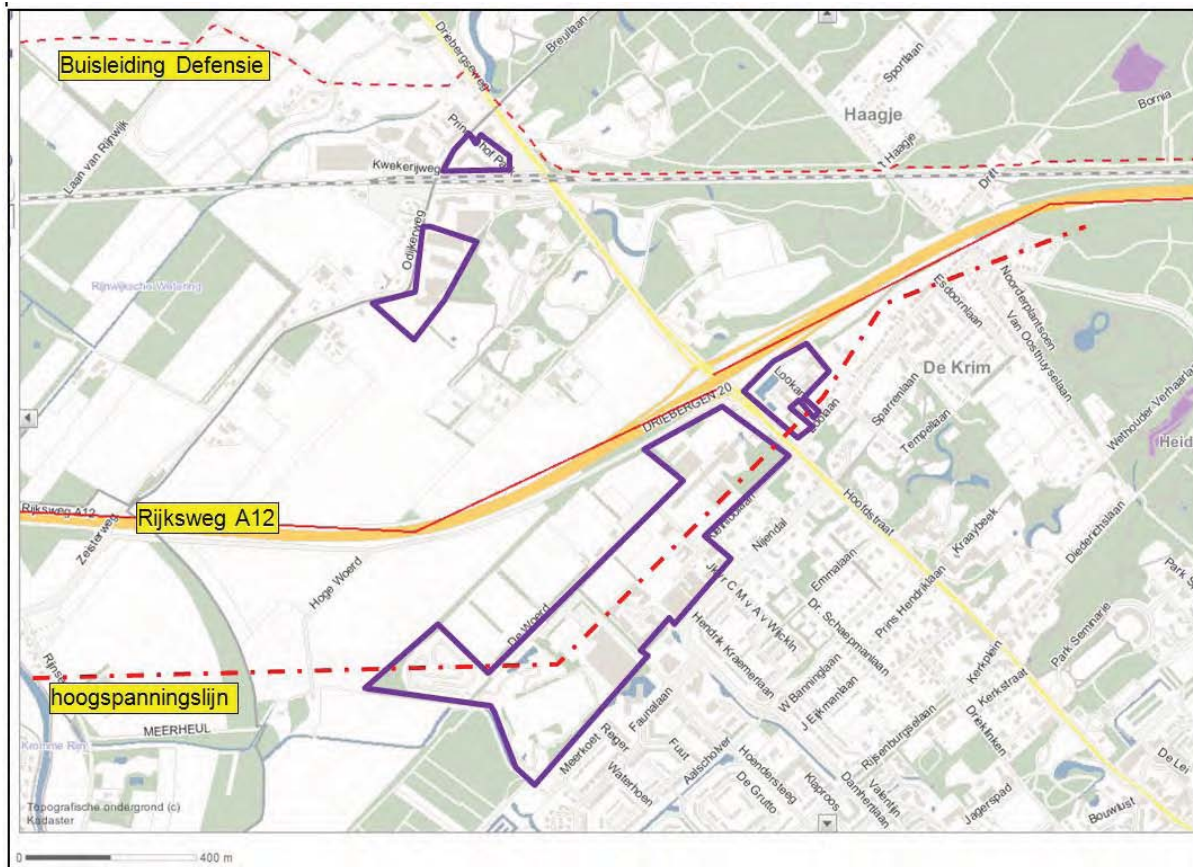 Buisleiding Defensie
Driebergseweg
Breullaan
Sportlaan
Haagje
Bornia
Laan van Rijnwijk
Kwekerijweg
't Haagje
Drift
Odijkerweg
Rijnwijksche Wetering
Esdoornlaan
Noorderplantsoen
Van Oosthuyselaan
De Krim
Sparrenlaan
Tempellaan
Wethouder Verhaarlaan
Heid
DRIEBERGEN 20
Rijksweg A12
Rijksweg A12
Zeisterweg
Hoge Woerd
De Woerd
Nijendal
Hoofdstraat
Kraaybeek
Diederichslaan
Emmalaan
Prins Hendriklaan
Dr. Schaepmanlaan
Hendrik Kraemerlaan
W Banninglaan
J Eijkmanlaan
Kerkplein
Kerkstraat
Park Seminarie
hoogspanningslijn
MEERHEUL
Kromme Rijn
Rijsenburgselaan
Drieklinken
De Lei
Meerkoet
Reiger
Faunalaan
Fuut
Waterhoen
Aalscholver
Hoendersteeg
De Grutto
Klaproos
Damhertlaan
Valentijn
Jagerspad
Bouwlust
Topografische ondergrond (c)
Kadaster
0 400 m